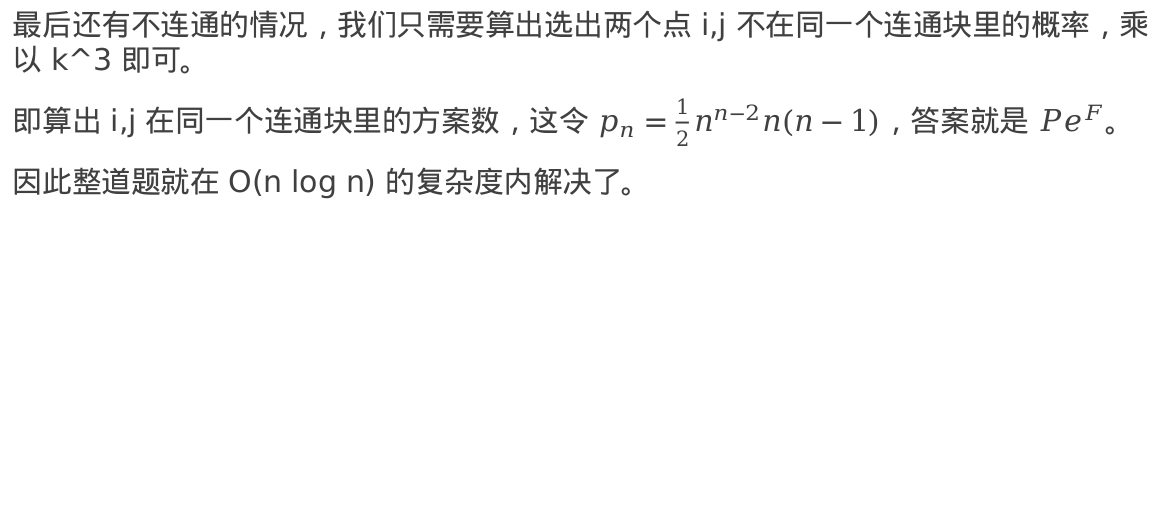 最后还有不连通的情况，我们只需要算出选出两个点 i,j 不在同一个连通块里的概率，乘
以 k^3 即可。
即算出 i,j 在同一个连通块里的方案数，这令 $p_n = \frac{1}{2} n^{n-2} n(n-1)$，答案就是 $Pe^F$。
因此整道题就在 O(n log n) 的复杂度内解决了。